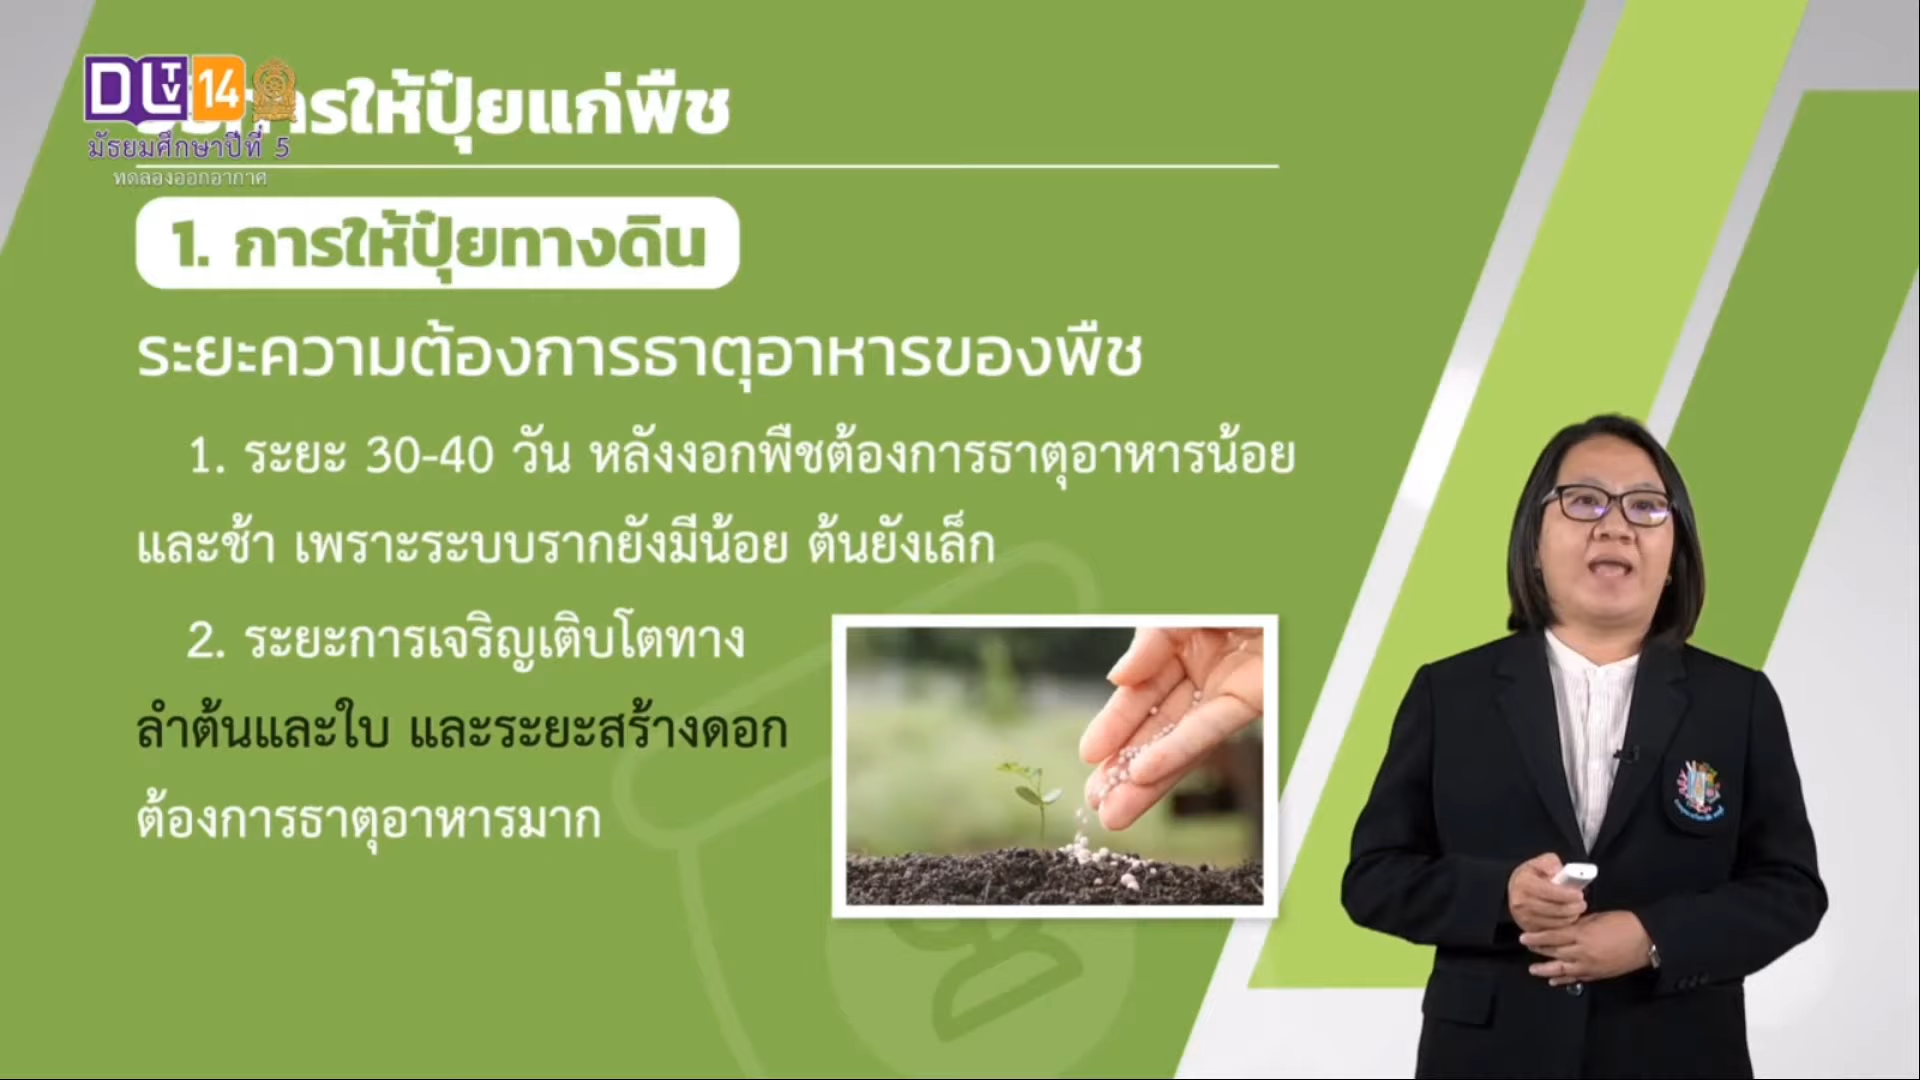 DLTV 14
มัธยมศึกษาปีที่ 5
ทดลองออกอากาศ
การให้ปุ๋ยแก่พืช
1. การให้ปุ๋ยทางดิน
ระยะความต้องการธาตุอาหารของพืช
1. ระยะ 30-40 วัน หลังงอกพืชต้องการธาตุอาหารน้อย
และช้า เพราะระบบรากยังมีน้อย ต้นยังเล็ก
2. ระยะการเจริญเติบโตทาง
ลำต้นและใบ และระยะสร้างดอก
ต้องการธาตุอาหารมาก